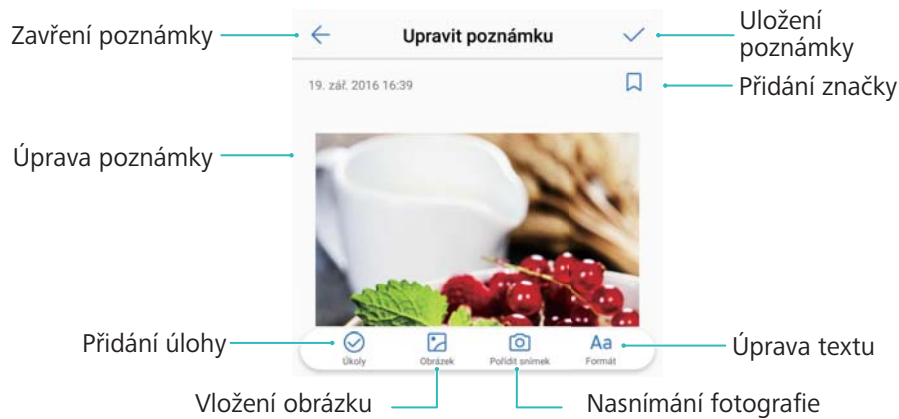 Zavření poznámky
Upravit poznámku
Uložení
poznámky
19. zář. 2016 16:39
Přidání značky
Úprava poznámky
Přidání úlohy
Úkoly
Obrázek
Pořídit snímek
Aa
Formát
Úprava textu
Vložení obrázku
Nasnímání fotografie